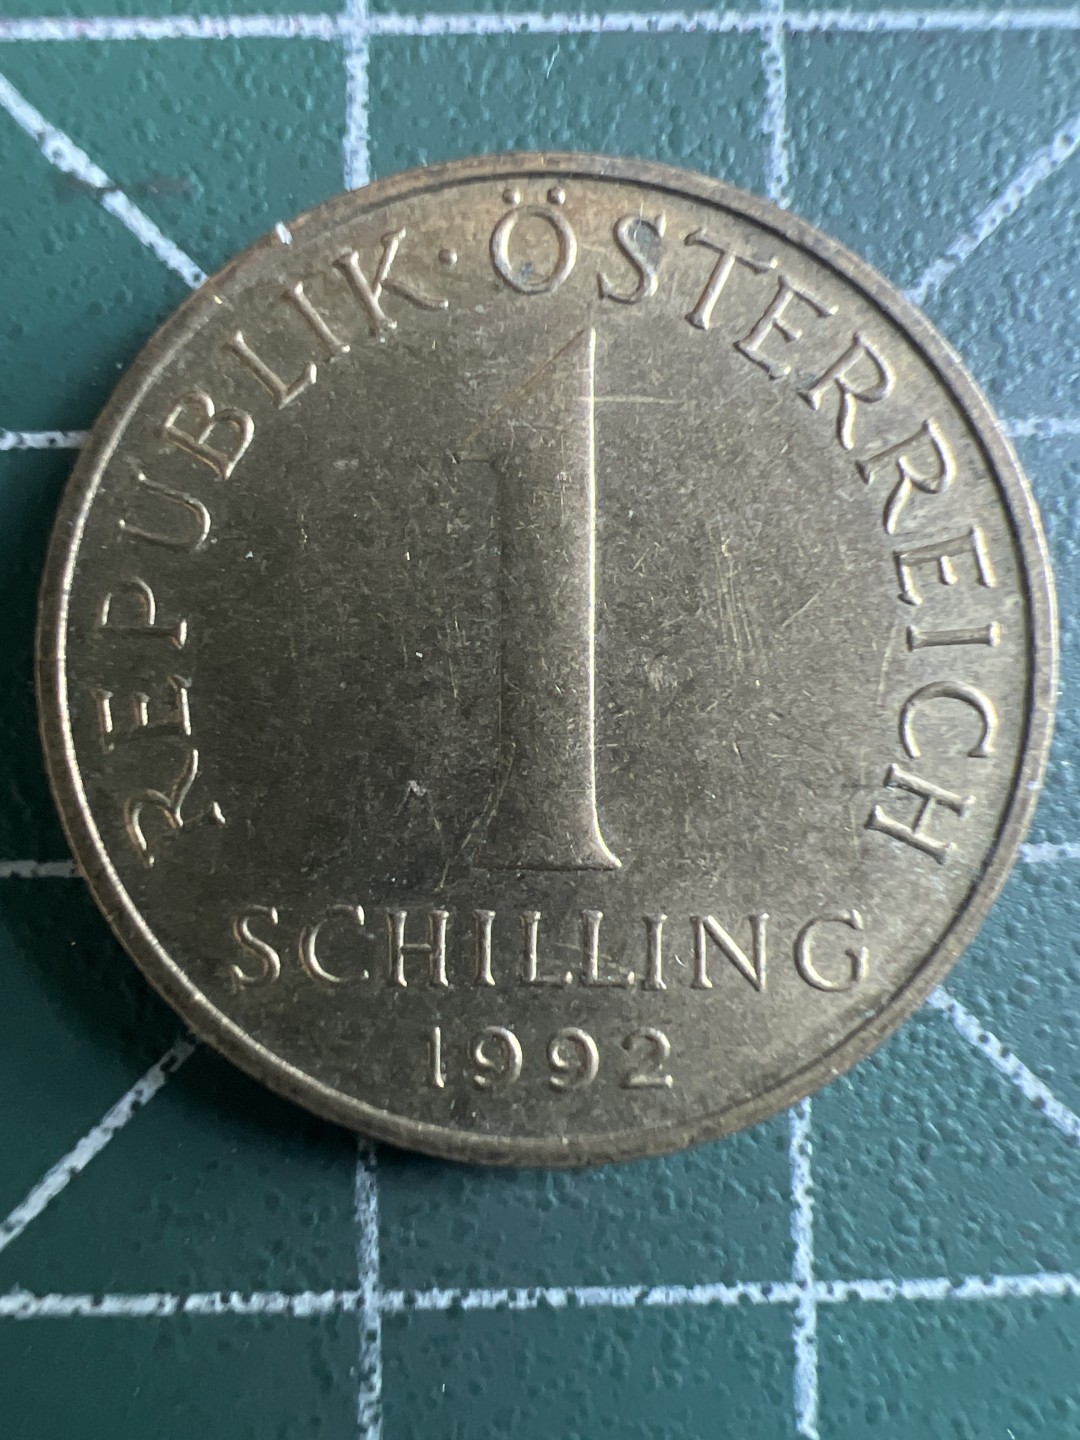 REPUBLIK · ÖSTERREICH
1
SCHILLING
1992